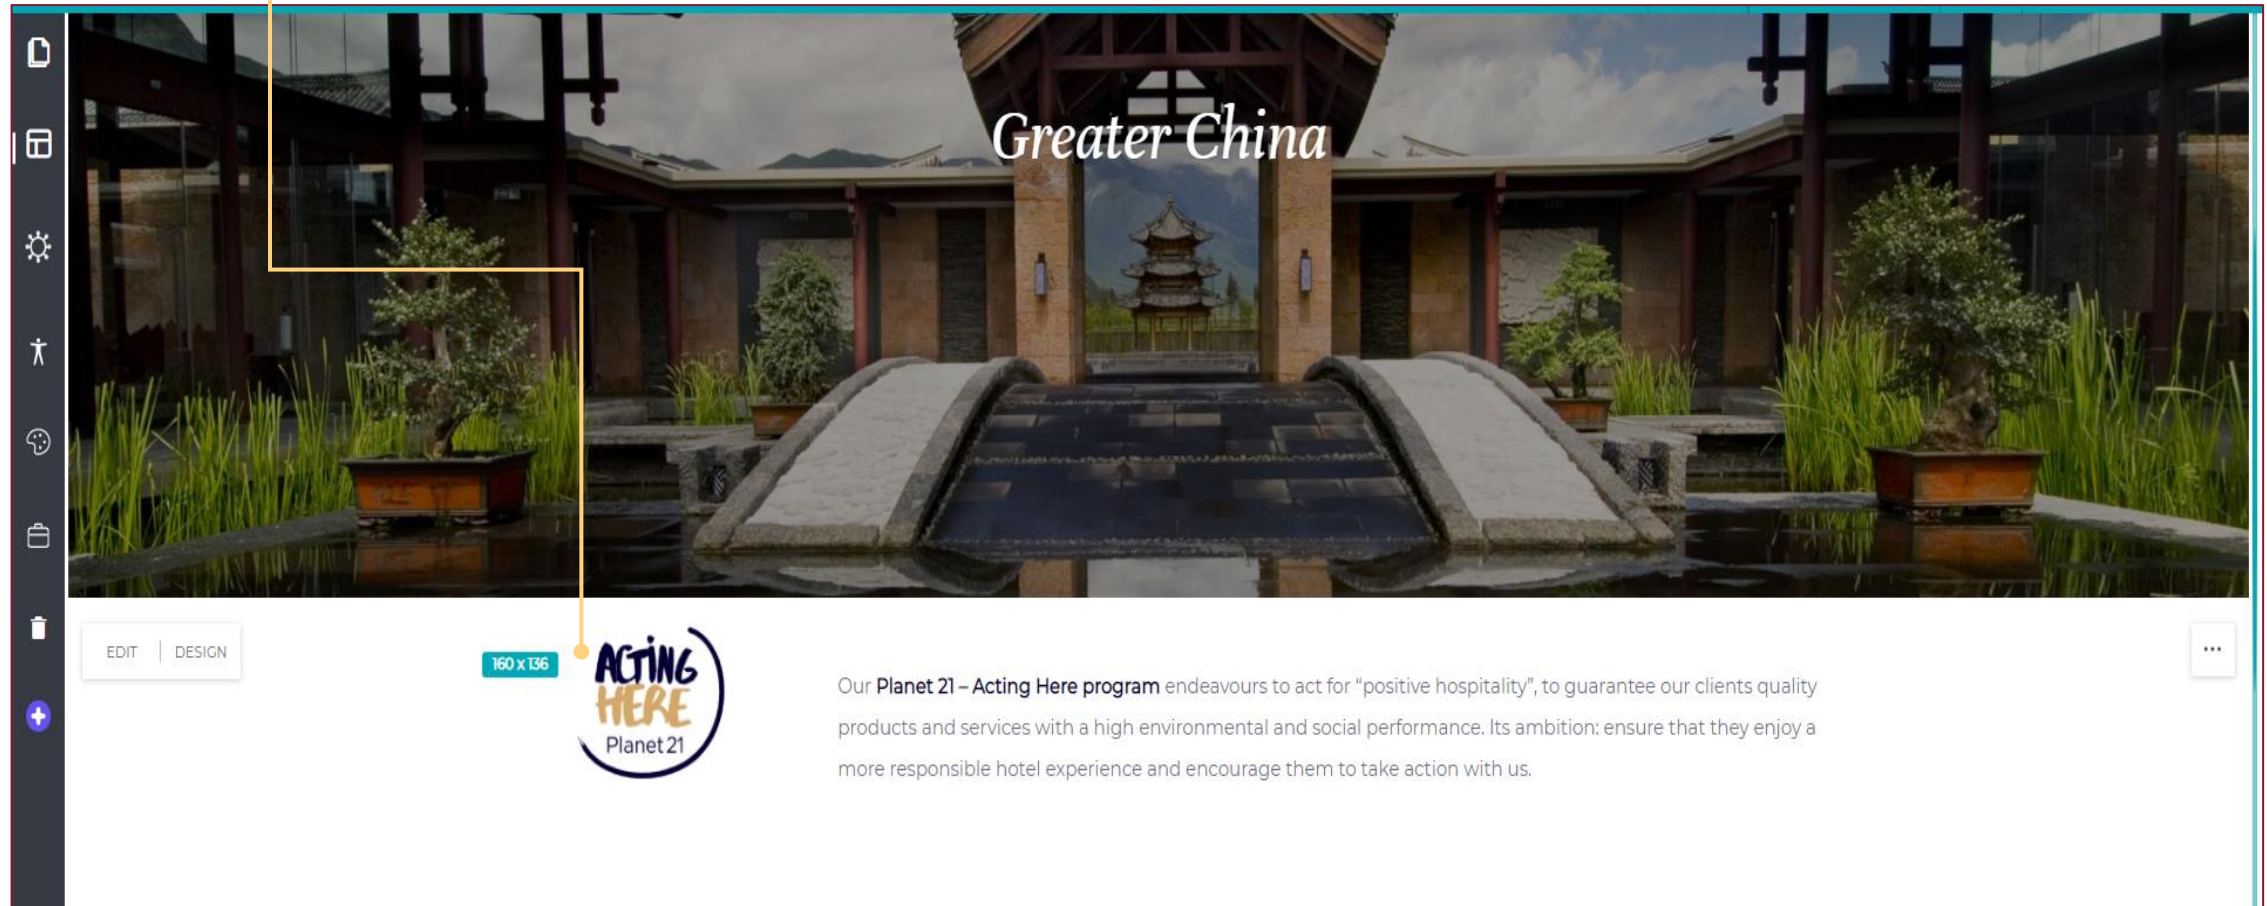 Greater China
EDIT | DESIGN
160 x 136
ACTING
HERE
Planet 21
Our Planet 21 – Acting Here program endeavours to act for “positive hospitality”, to guarantee our clients quality
products and services with a high environmental and social performance. Its ambition: ensure that they enjoy a
more responsible hotel experience and encourage them to take action with us.